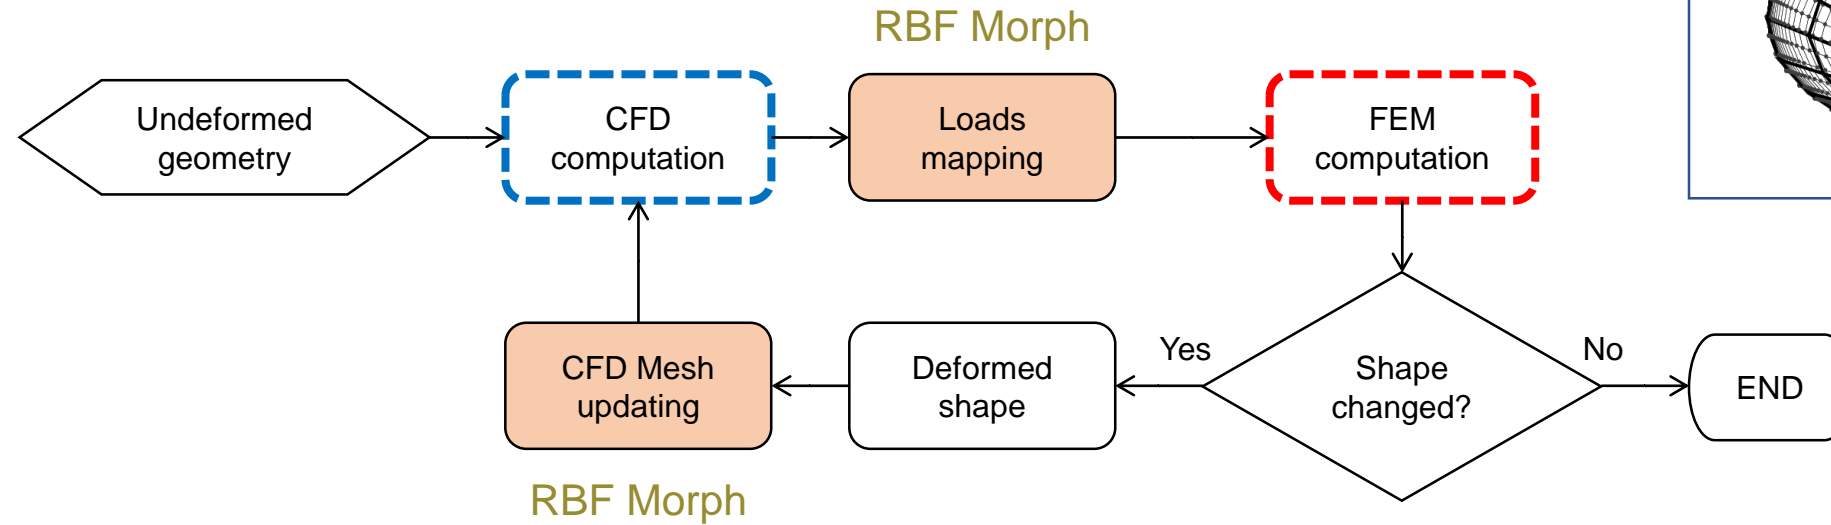 RBF Morph
Undeformed
geometry
CFD
computation
Loads
mapping
FEM
computation
CFD Mesh
updating
Deformed
shape
Yes
Shape
changed?
No
END
RBF Morph